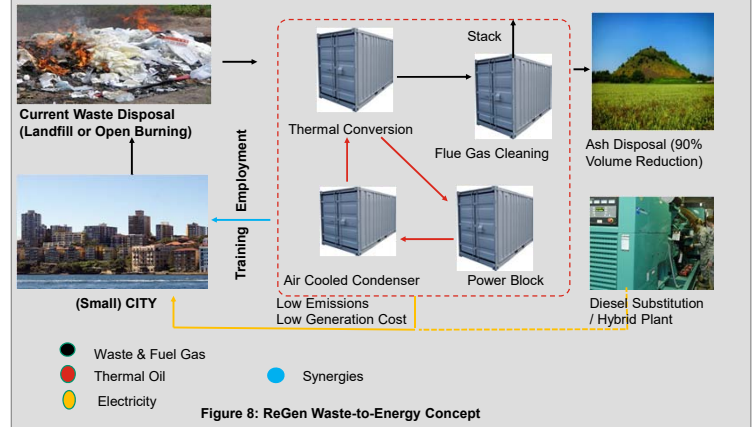 Stack
Current Waste Disposal
(Landfill or Open Burning)
Thermal Conversion
Flue Gas Cleaning
Ash Disposal (90%
Volume Reduction)
Training  Employment
Air Cooled Condenser
Power Block
(Small) CITY
Low Emissions
Low Generation Cost
Diesel Substitution
/ Hybrid Plant
Waste & Fuel Gas
Thermal Oil
Synergies
Electricity
Figure 8: ReGen Waste-to-Energy Concept